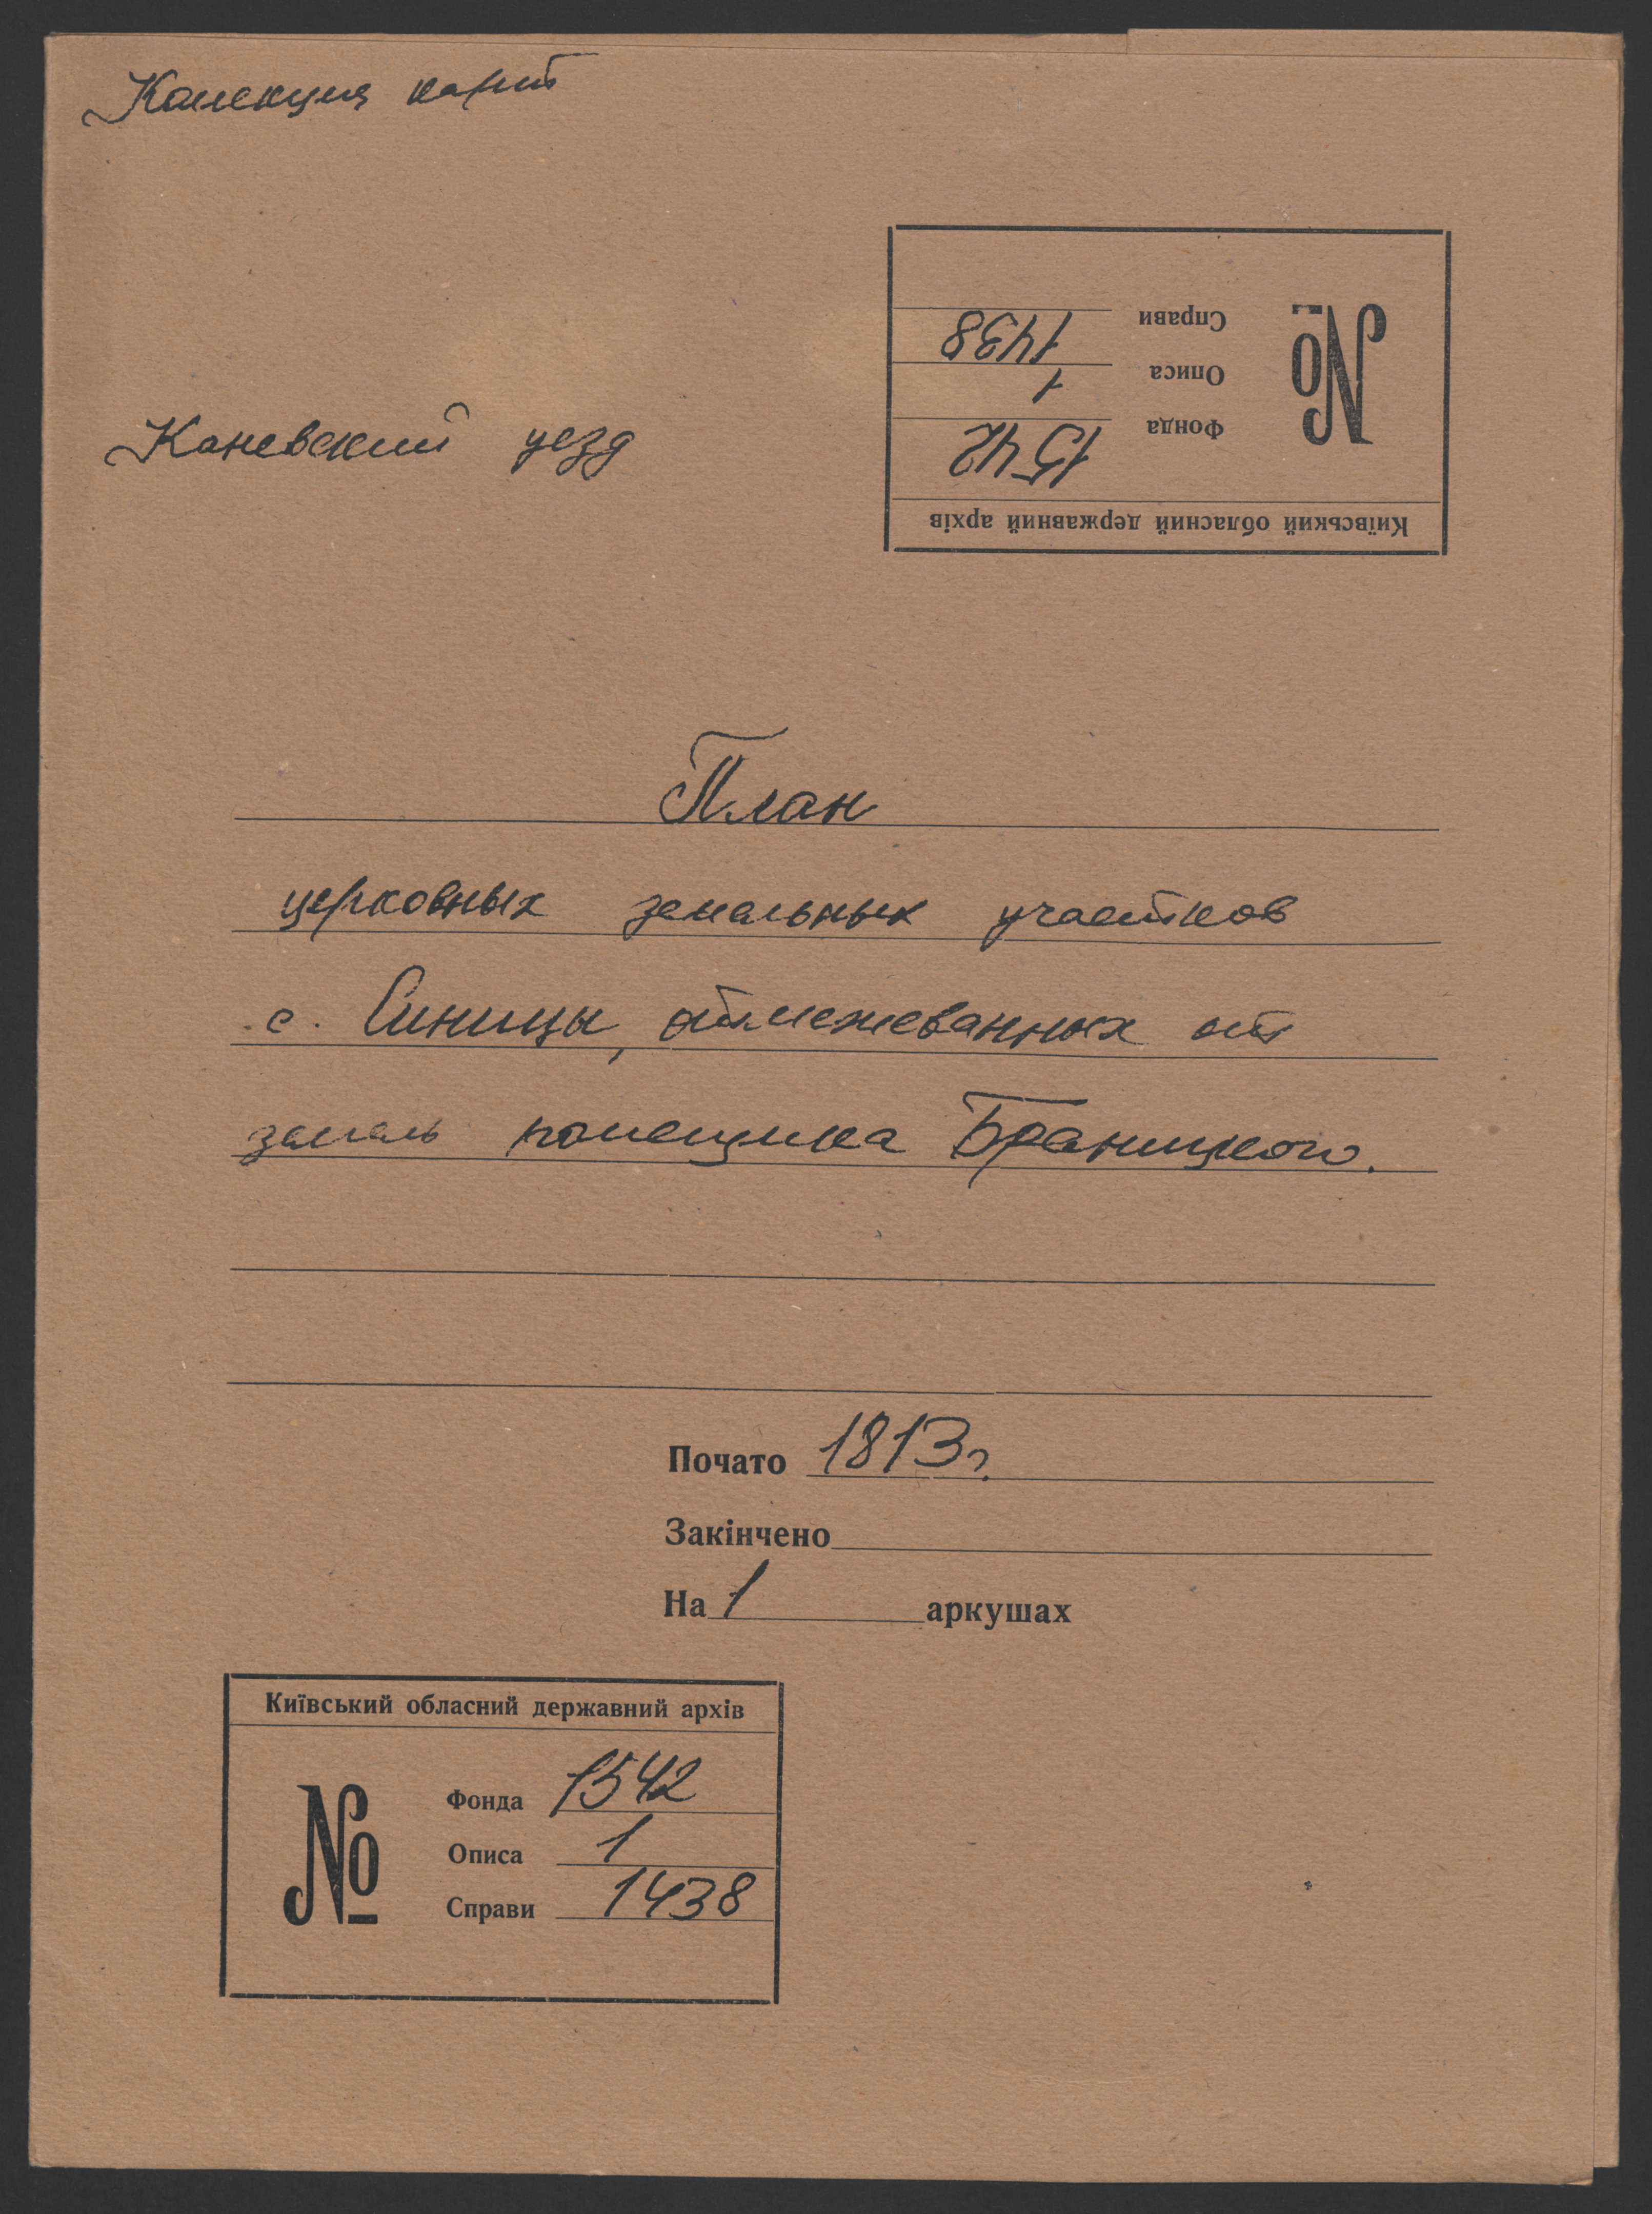 Колекция карт
Каневский уезд
Київський обласний державний архів
№
Фонда 1542
Описа 1
Справи 1438
План
церковных земельных участков
с. Синицы, отмежеванных от
земель помещика Браницкого.
Почато 1813 г.
Закінчено
На 1 аркушах
Київський обласний державний архів
№
Фонда 1542
Описа 1
Справи 1438